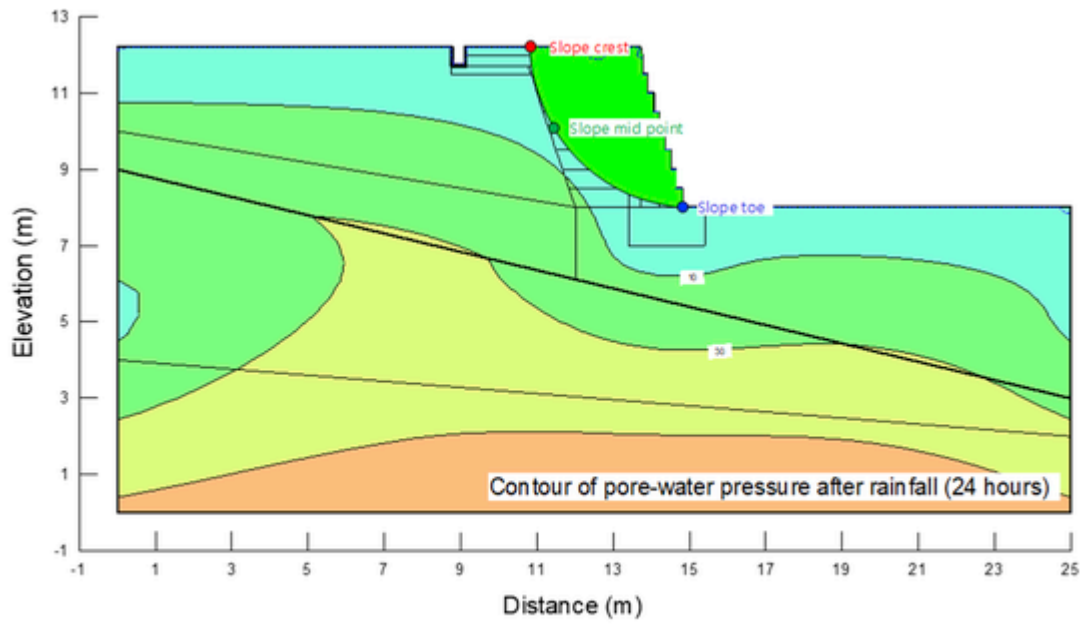 13
11
9
7
5
3
1
-1
Elevation (m)
Slope crest
Slope mid point
Slope toe
10
30
Contour of pore-water pressure after rainfall (24 hours)
-1 1 3 5 7 9 11 13 15 17 19 21 23 25
Distance (m)